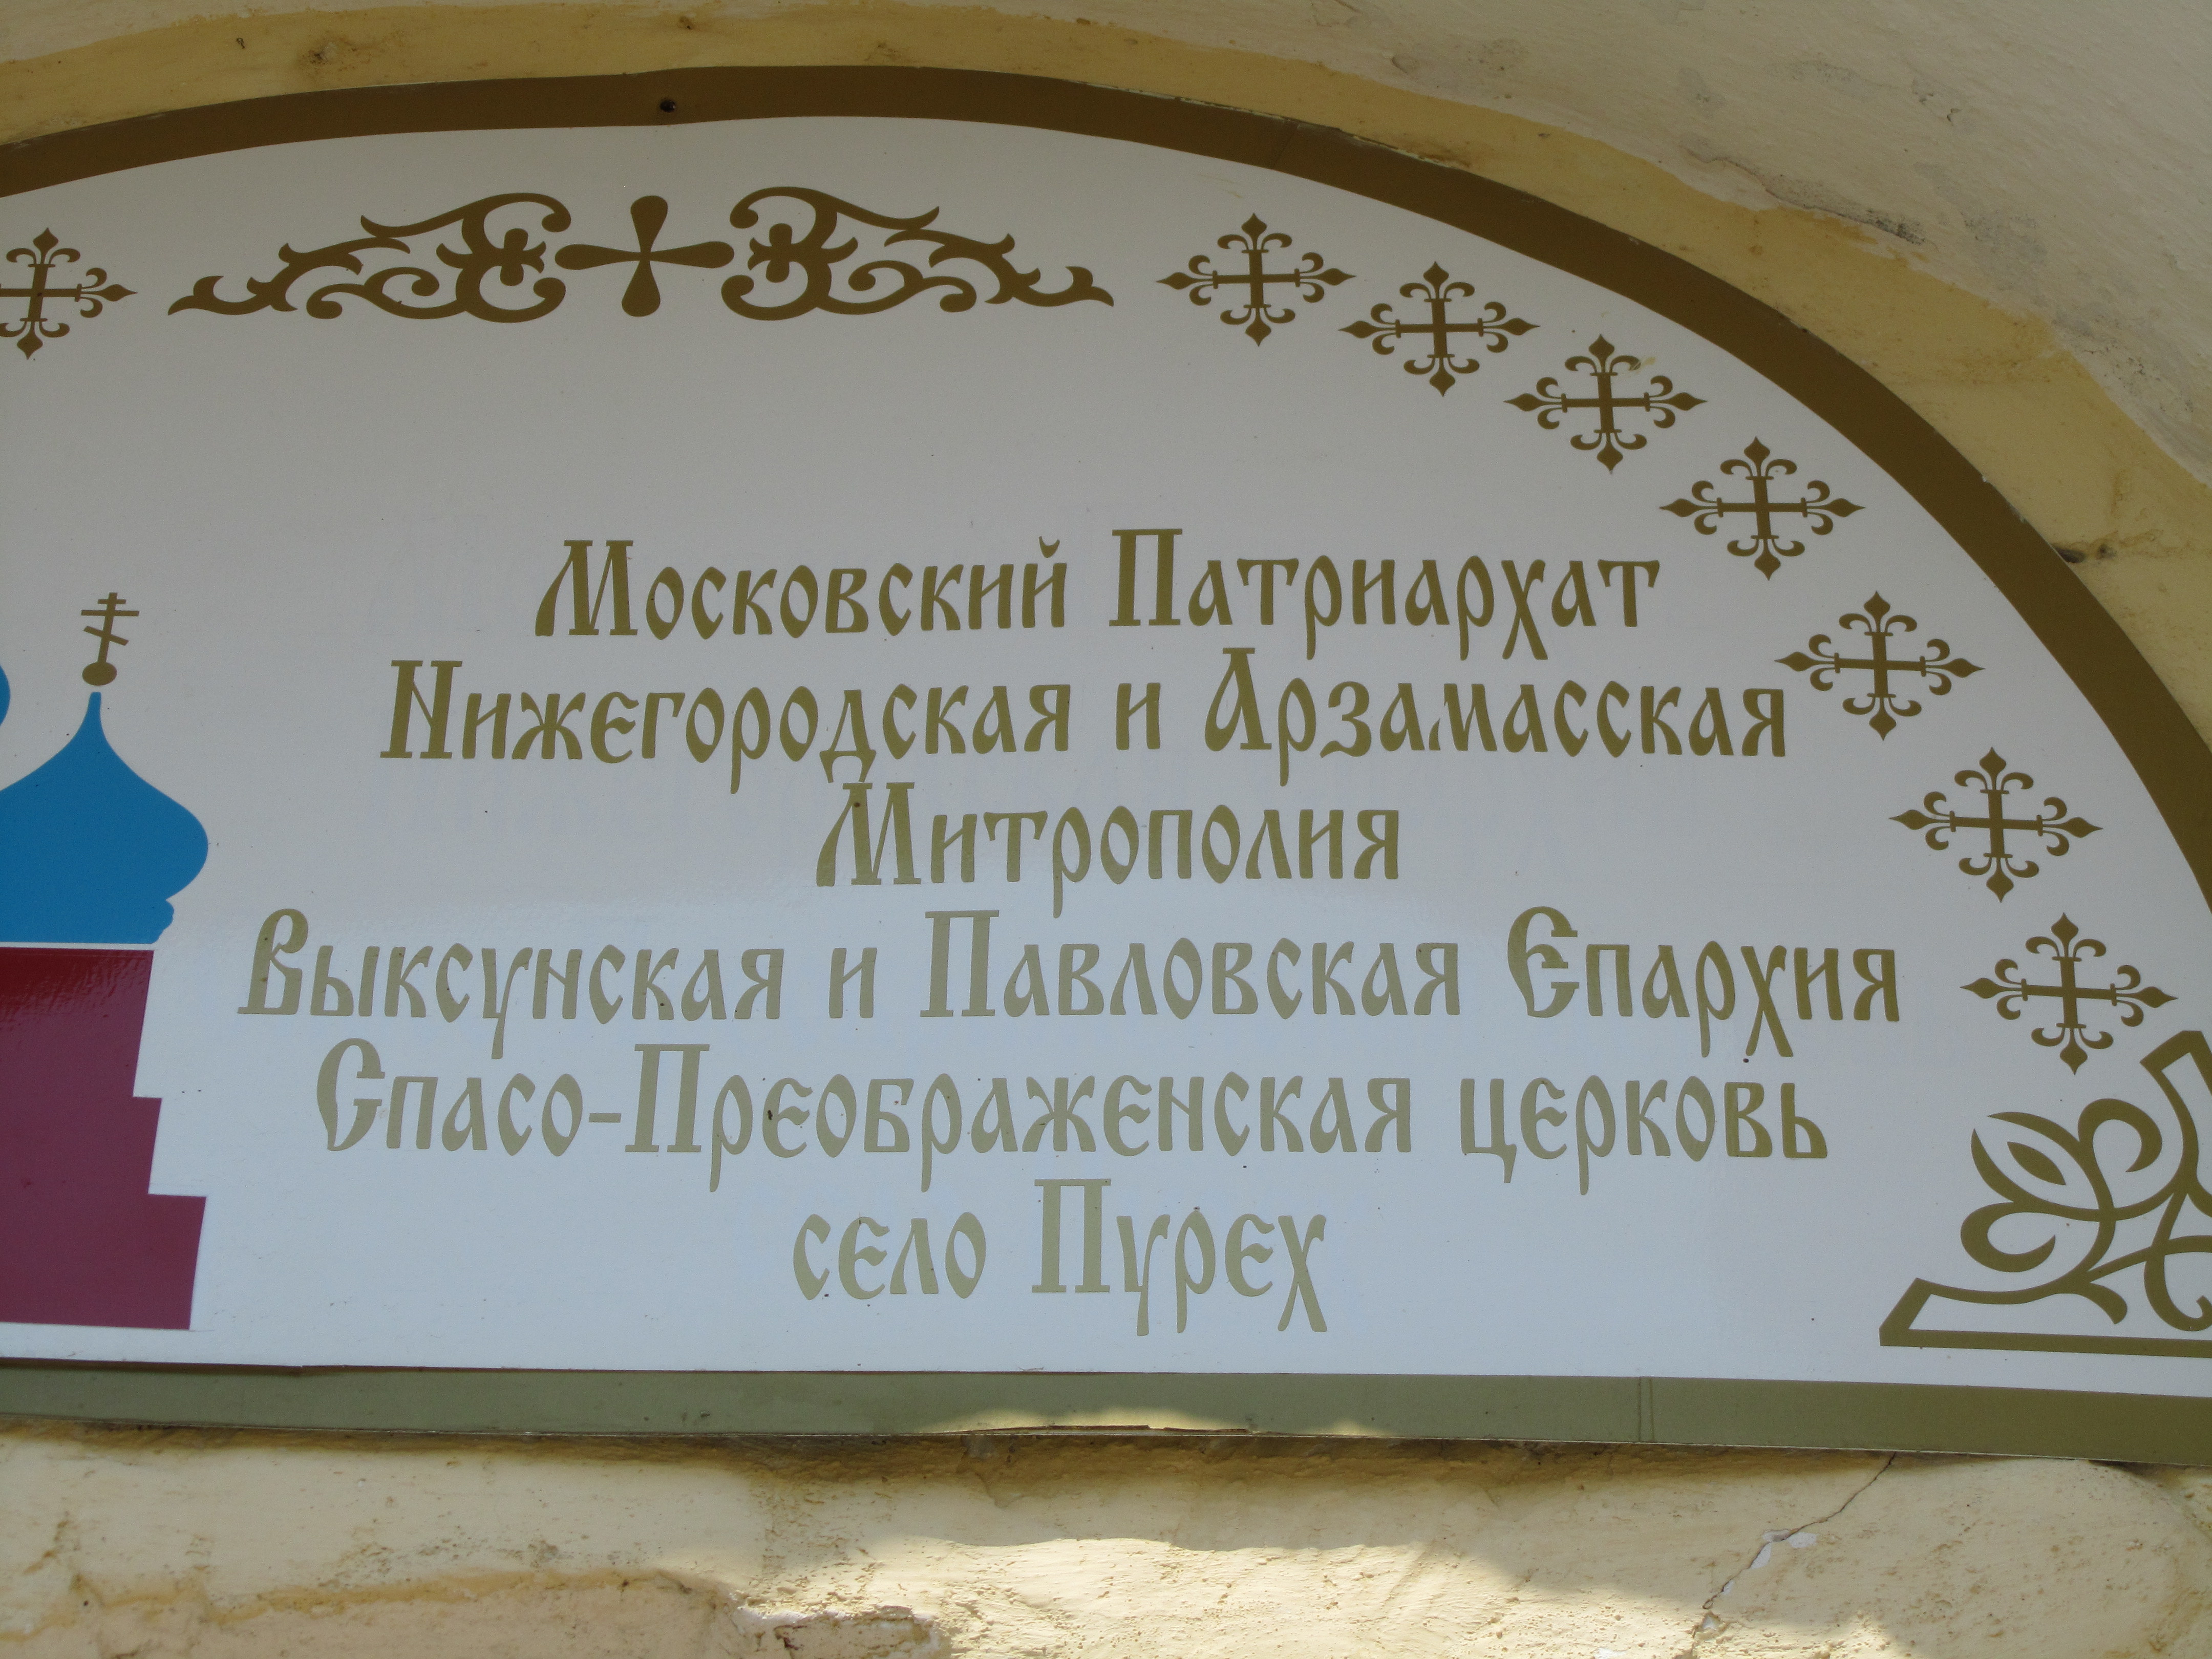 Московский Патриархат
Нижегородская и Арзамасская
Митрополия
Выксунская и Павловская Епархия
Спасо-Преображенская церковь
село Пурех